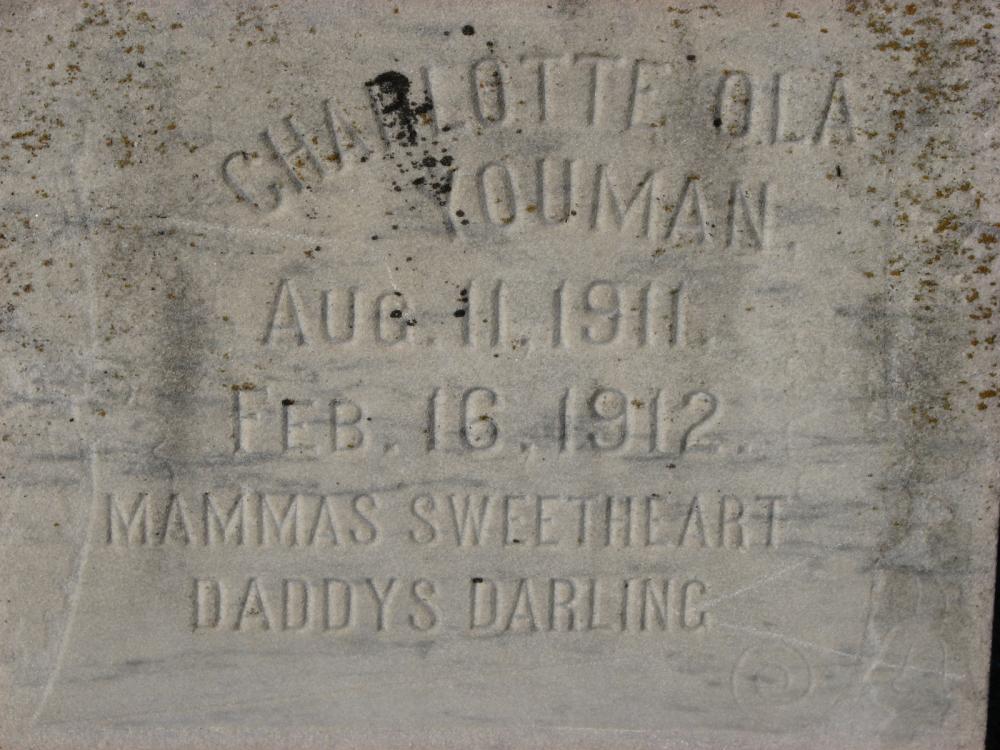 CHARLOTTE OLA
YOUMAN.
AUG. 11, 1911.
FEB. 16, 1912.
MAMMAS SWEETHEART
DADDYS DARLING